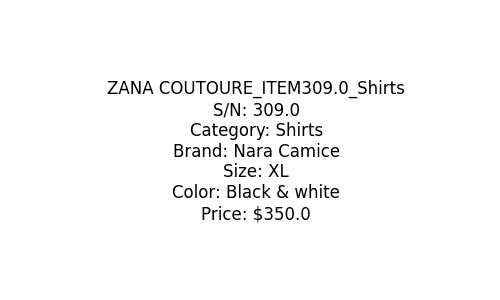 ZANA COUTOURE_ITEM309.0_Shirts
S/N: 309.0
Category: Shirts
Brand: Nara Camice
Size: XL
Color: Black & white
Price: $350.0